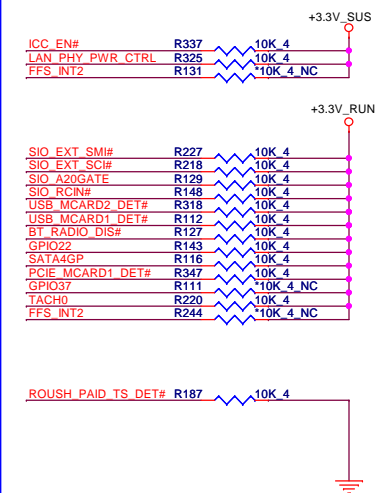 +3.3V_SUS
ICC_EN# R337 10K_4
LAN_PHY_PWR_CTRL R325 10K_4
FFS_INT2 R131 *10K_4_NC
+3.3V_RUN
SIO_EXT_SMI# R227 10K_4
SIO_EXT_SCI# R218 10K_4
SIO_A20GATE R129 10K_4
SIO_RCIN# R148 10K_4
USB_MCARD2_DET# R318 10K_4
USB_MCARD1_DET# R112 10K_4
BT_RADIO_DIS# R127 10K_4
GPIO22 R143 10K_4
SATA4GP R116 10K_4
PCIE_MCARD1_DET# R347 10K_4
GPIO37 R111 *10K_4_NC
TACH0 R220 10K_4
FFS_INT2 R244 *10K_4_NC
ROUSH_PAID_TS_DET# R187 10K_4